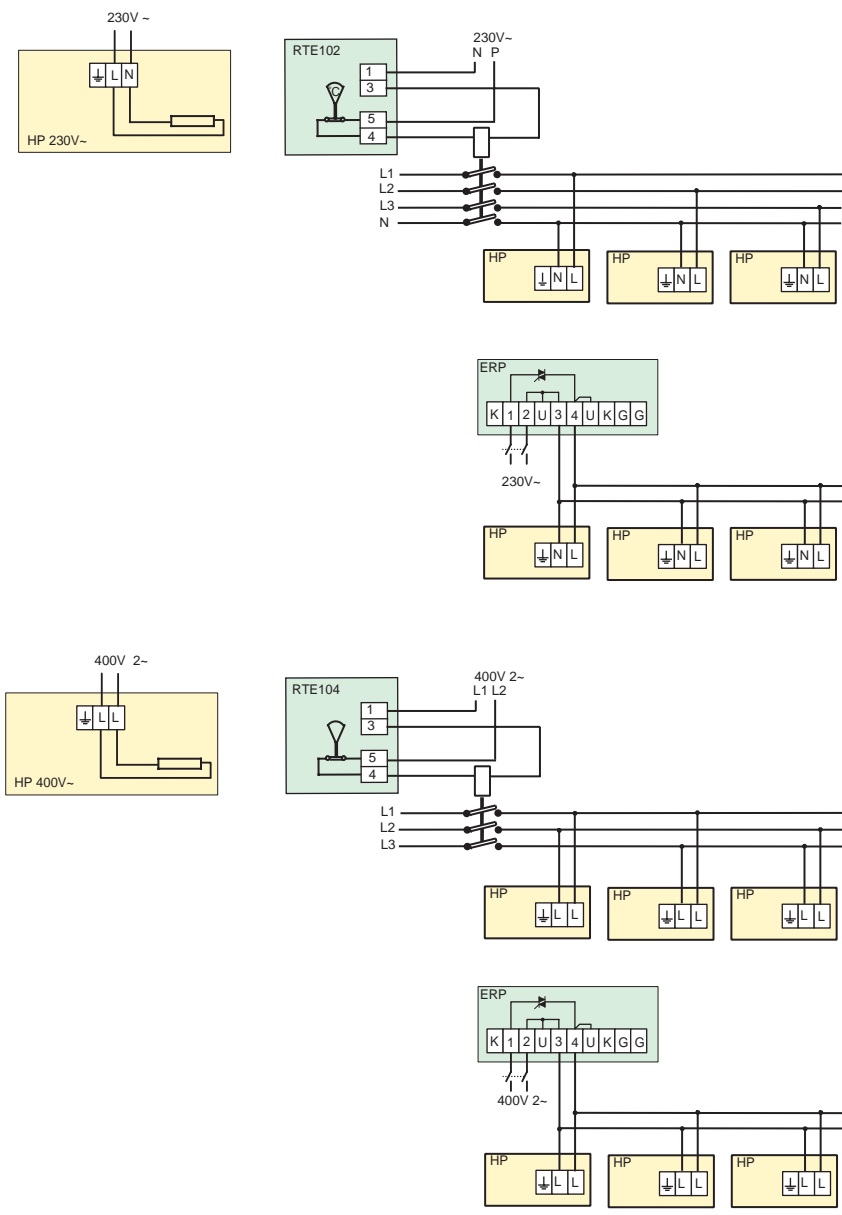 230V ~
L N
HP 230V~
RTE102
°C
1
3
5
4
230V~
N P
L1
L2
L3
N
HP
N L
HP
N L
HP
N L
ERP
K 1 2 U 3 4 U K G G
230V~
HP
N L
HP
N L
HP
N L
400V 2~
L L
HP 400V~
RTE104
1
3
5
4
400V 2~
L1 L2
L1
L2
L3
HP
L L
HP
L L
HP
L L
ERP
K 1 2 U 3 4 U K G G
400V 2~
HP
L L
HP
L L
HP
L L